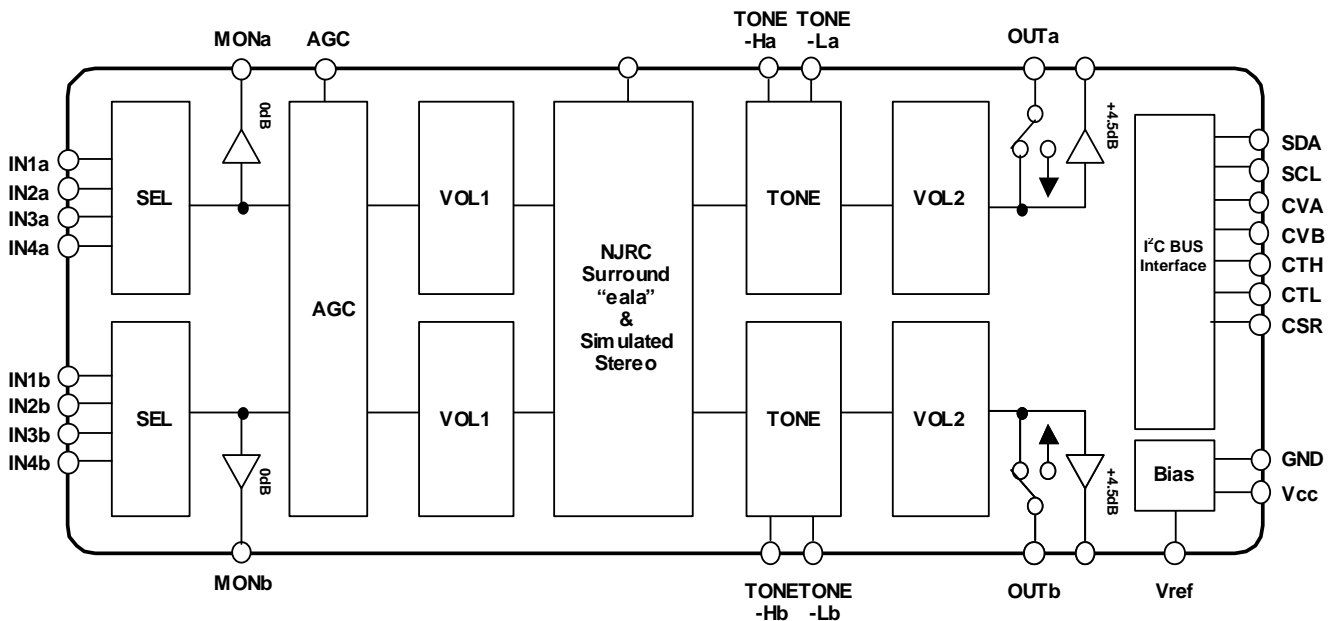 MONa
AGC
TONE
-Ha
TONE
-La
OUTa
0dB
+4.5dB
IN1a
IN2a
IN3a
IN4a
SEL
VOL1
TONE
VOL2
I²C BUS
Interface
SDA
SCL
CVA
CVB
CTH
CTL
CSR
AGC
NJRC
Surround
“eala”
&
Simulated
Stereo
IN1b
IN2b
IN3b
IN4b
SEL
VOL1
TONE
VOL2
0dB
+4.5dB
Bias
GND
Vcc
MONb
TONE
-Hb
TONE
-Lb
OUTb
Vref